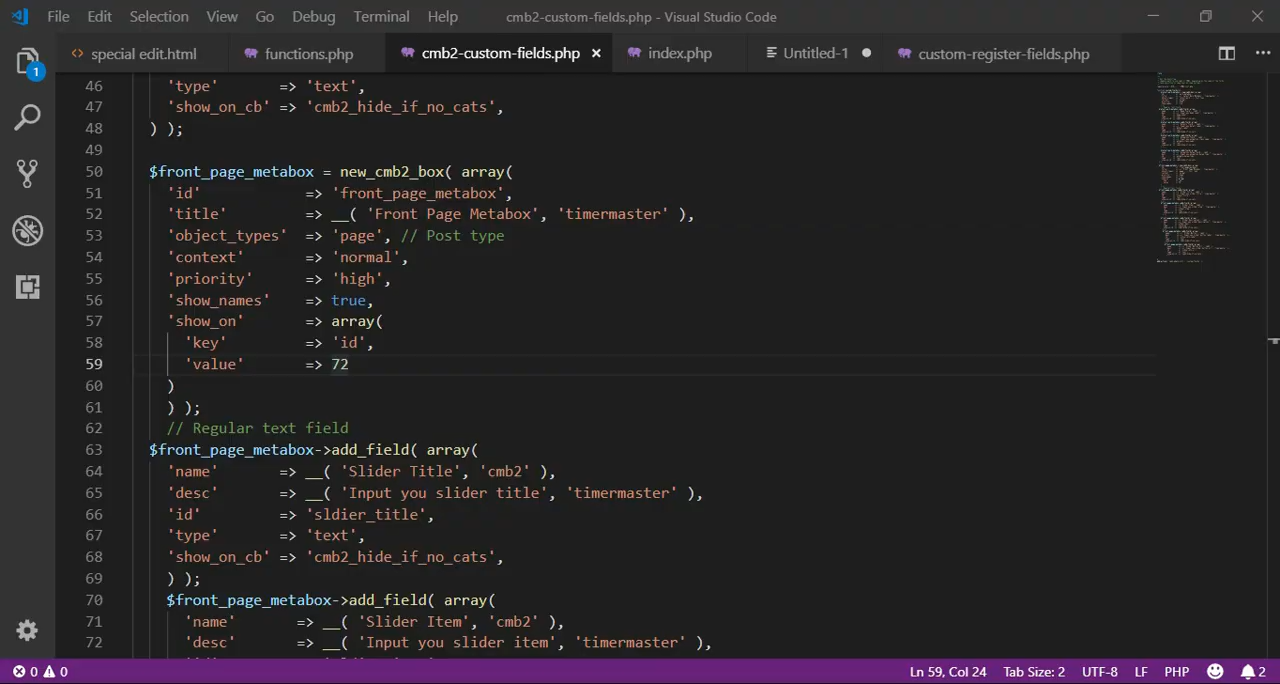 File Edit Selection View Go Debug Terminal Help cmb2-custom-fields.php - Visual Studio Code
special edit.html functions.php cmb2-custom-fields.php index.php Untitled-1 custom-register-fields.php
1
46 'type' => 'text',
47 'show_on_cb' => 'cmb2_hide_if_no_cats',
48 ) );
49
50 $front_page_metabox = new_cmb2_box( array(
51 'id' => 'front_page_metabox',
52 'title' => __( 'Front Page Metabox', 'timermaster' ),
53 'object_types' => 'page', // Post type
54 'context' => 'normal',
55 'priority' => 'high',
56 'show_names' => true,
57 'show_on' => array(
58 'key' => 'id',
59 'value' => 72
60 )
61 ) );
62 // Regular text field
63 $front_page_metabox->add_field( array(
64 'name' => __( 'Slider Title', 'cmb2' ),
65 'desc' => __( 'Input you slider title', 'timermaster' ),
66 'id' => 'sldier_title',
67 'type' => 'text',
68 'show_on_cb' => 'cmb2_hide_if_no_cats',
69 ) );
70 $front_page_metabox->add_field( array(
71 'name' => __( 'Slider Item', 'cmb2' ),
72 'desc' => __( 'Input you slider item', 'timermaster' ),
0 0 Ln 59, Col 24 Tab Size: 2 UTF-8 LF PHP 2